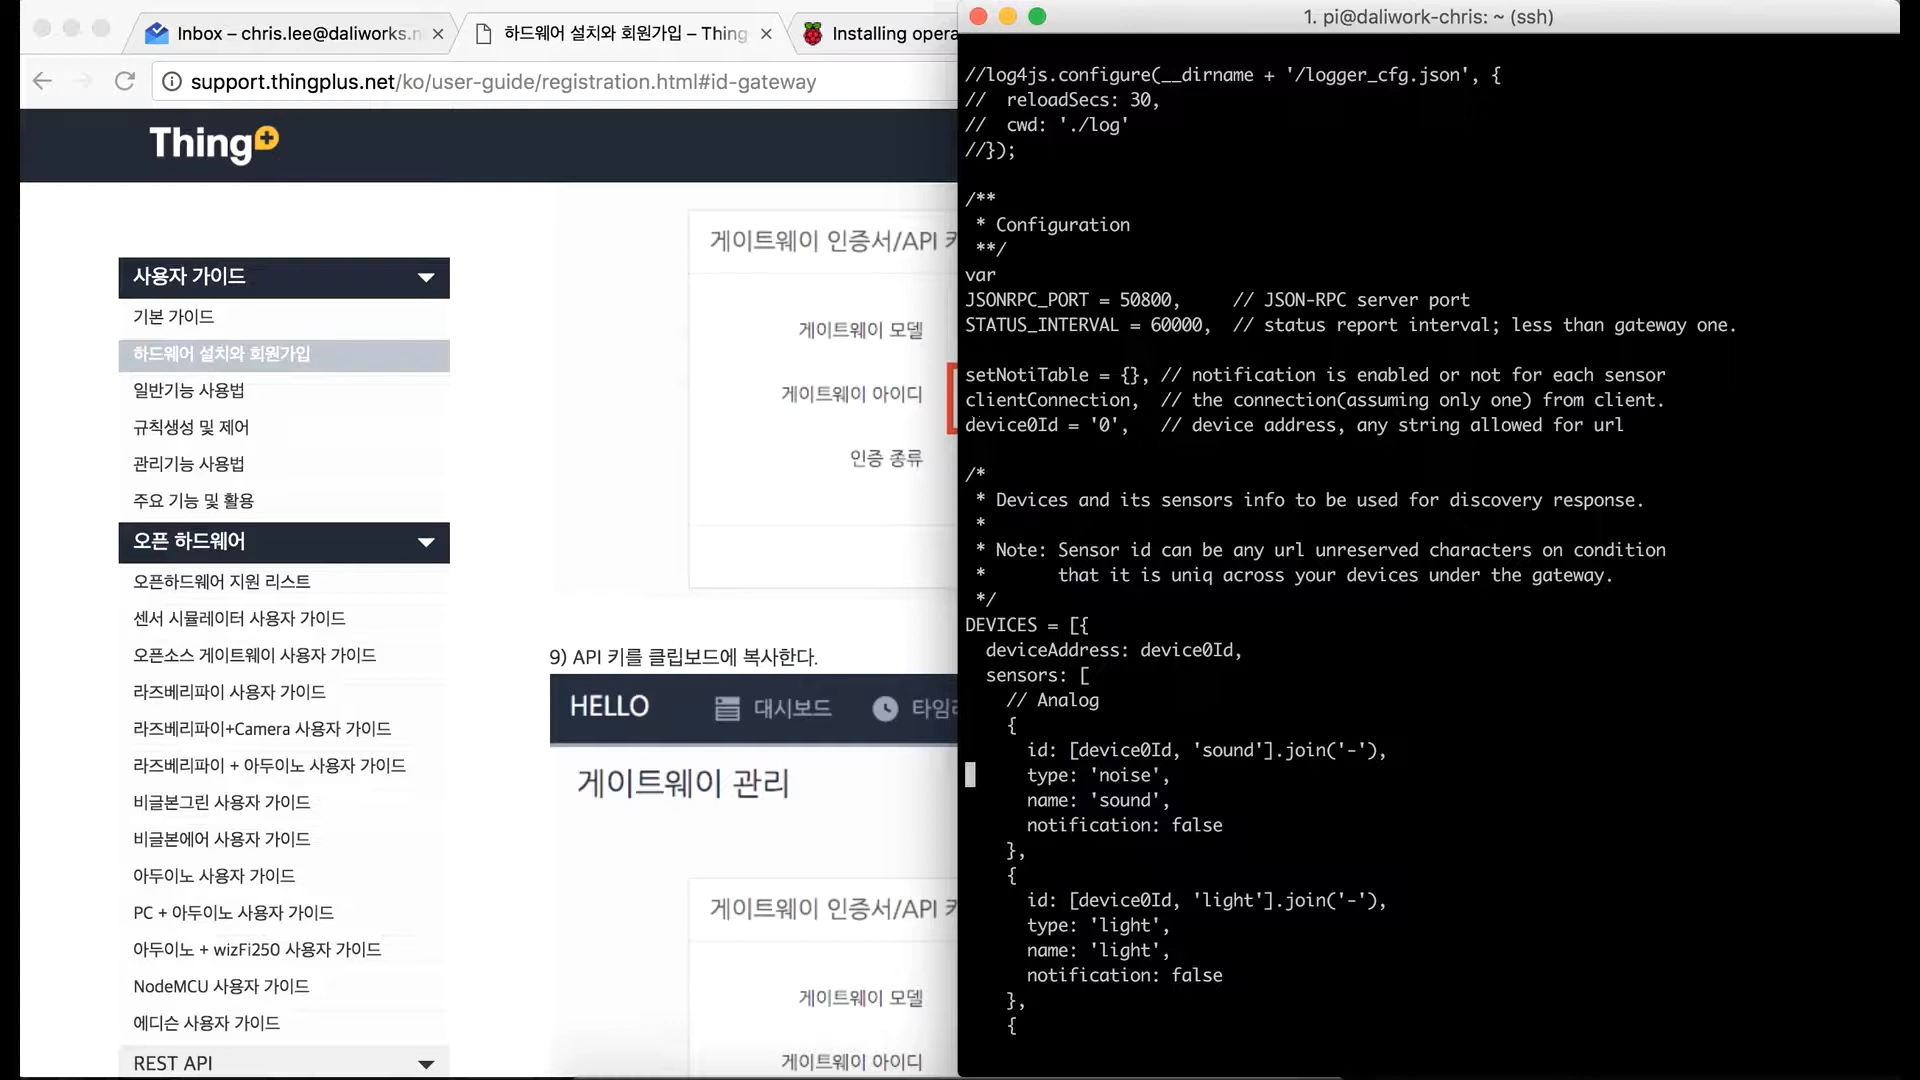 Inbox – chris.lee@daliworks.n
하드웨어 설치와 회원가입 – Thing
Installing opera
support.thingplus.net/ko/user-guide/registration.html#id-gateway
Thing+
사용자 가이드
기본 가이드
하드웨어 설치와 회원가입
일반기능 사용법
규칙생성 및 제어
관리기능 사용법
주요 기능 및 활용
오픈 하드웨어
오픈하드웨어 지원 리스트
센서 시뮬레이터 사용자 가이드
오픈소스 게이트웨이 사용자 가이드
라즈베리파이 사용자 가이드
라즈베리파이+Camera 사용자 가이드
라즈베리파이 + 아두이노 사용자 가이드
비글본그린 사용자 가이드
비글본에어 사용자 가이드
아두이노 사용자 가이드
PC + 아두이노 사용자 가이드
아두이노 + wizFi250 사용자 가이드
NodeMCU 사용자 가이드
에디슨 사용자 가이드
REST API
게이트웨이 인증서/API
게이트웨이 모델
게이트웨이 아이디
인증 종류
9) API 키를 클립보드에 복사한다.
HELLO 대시보드 타임
게이트웨이 관리
게이트웨이 인증서/API
게이트웨이 모델
게이트웨이 아이디
1. pi@daliwork-chris: ~ (ssh)
//log4js.configure(__dirname + '/logger_cfg.json', {
//  reloadSecs: 30,
//  cwd: './log'
//});
/**
 * Configuration
 **/
var
JSONRPC_PORT = 50800,     // JSON-RPC server port
STATUS_INTERVAL = 60000,  // status report interval; less than gateway one.
setNotiTable = {}, // notification is enabled or not for each sensor
clientConnection,  // the connection(assuming only one) from client.
device0Id = '0',   // device address, any string allowed for url
/*
 * Devices and its sensors info to be used for discovery response.
 *
 * Note: Sensor id can be any url unreserved characters on condition
 *       that it is uniq across your devices under the gateway.
 */
DEVICES = [{
  deviceAddress: device0Id,
  sensors: [
    // Analog
    {
      id: [device0Id, 'sound'].join('-'),
      type: 'noise',
      name: 'sound',
      notification: false
    },
    {
      id: [device0Id, 'light'].join('-'),
      type: 'light',
      name: 'light',
      notification: false
    },
    {